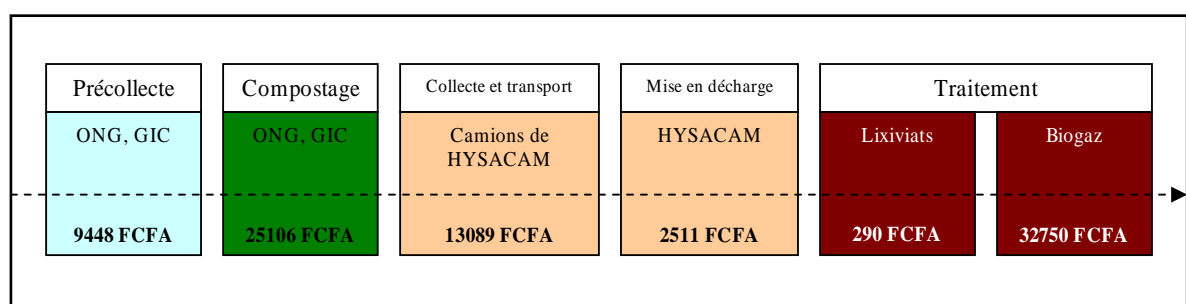 Précollecte
ONG, GIC
9448 FCFA
Compostage
ONG, GIC
25106 FCFA
Collecte et transport
Camions de
HYSACAM
13089 FCFA
Mise en décharge
HYSACAM
2511 FCFA
Traitement
Lixiviats
290 FCFA
Biogaz
32750 FCFA